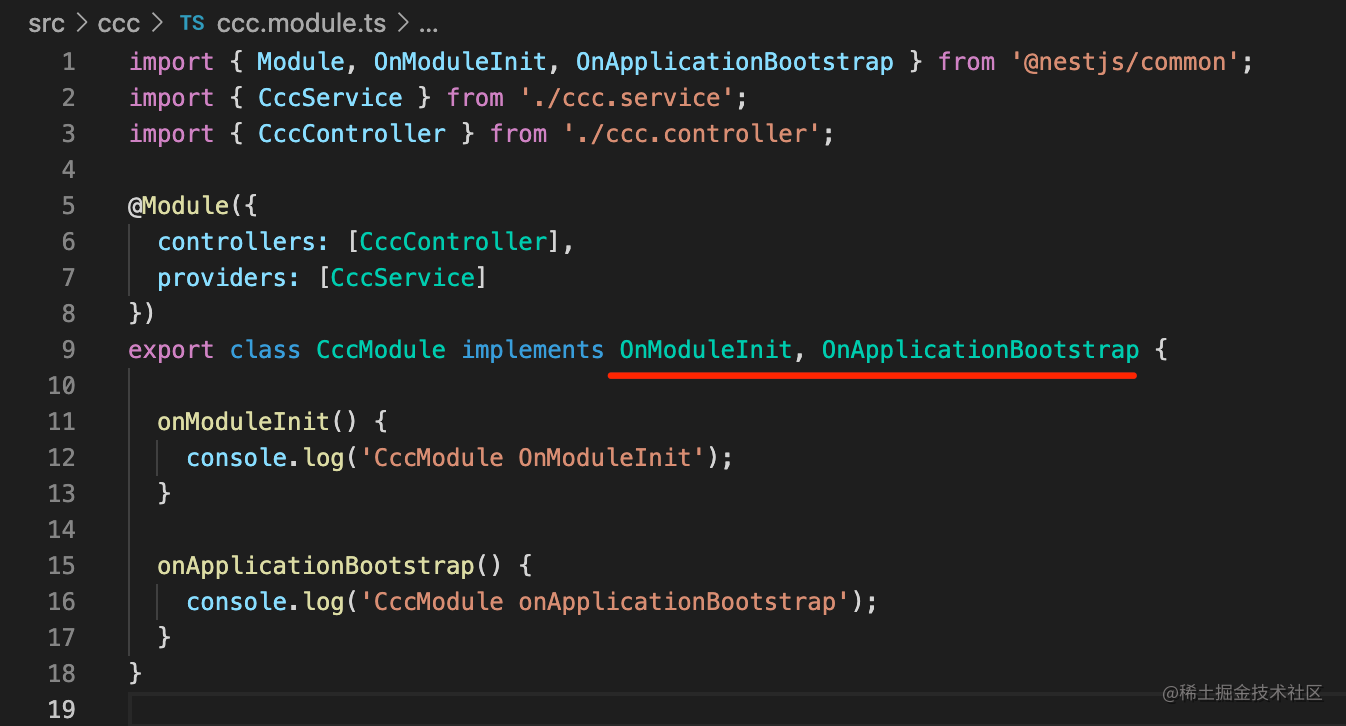 src > ccc > TS ccc.module.ts > ...
1 import { Module, OnModuleInit, OnApplicationBootstrap } from '@nestjs/common';
2 import { CccService } from './ccc.service';
3 import { CccController } from './ccc.controller';
4
5 @Module({
6   controllers: [CccController],
7   providers: [CccService]
8 })
9 export class CccModule implements OnModuleInit, OnApplicationBootstrap {
10
11   onModuleInit() {
12     console.log('CccModule OnModuleInit');
13   }
14
15   onApplicationBootstrap() {
16     console.log('CccModule onApplicationBootstrap');
17   }
18 }
19
@稀土掘金技术社区